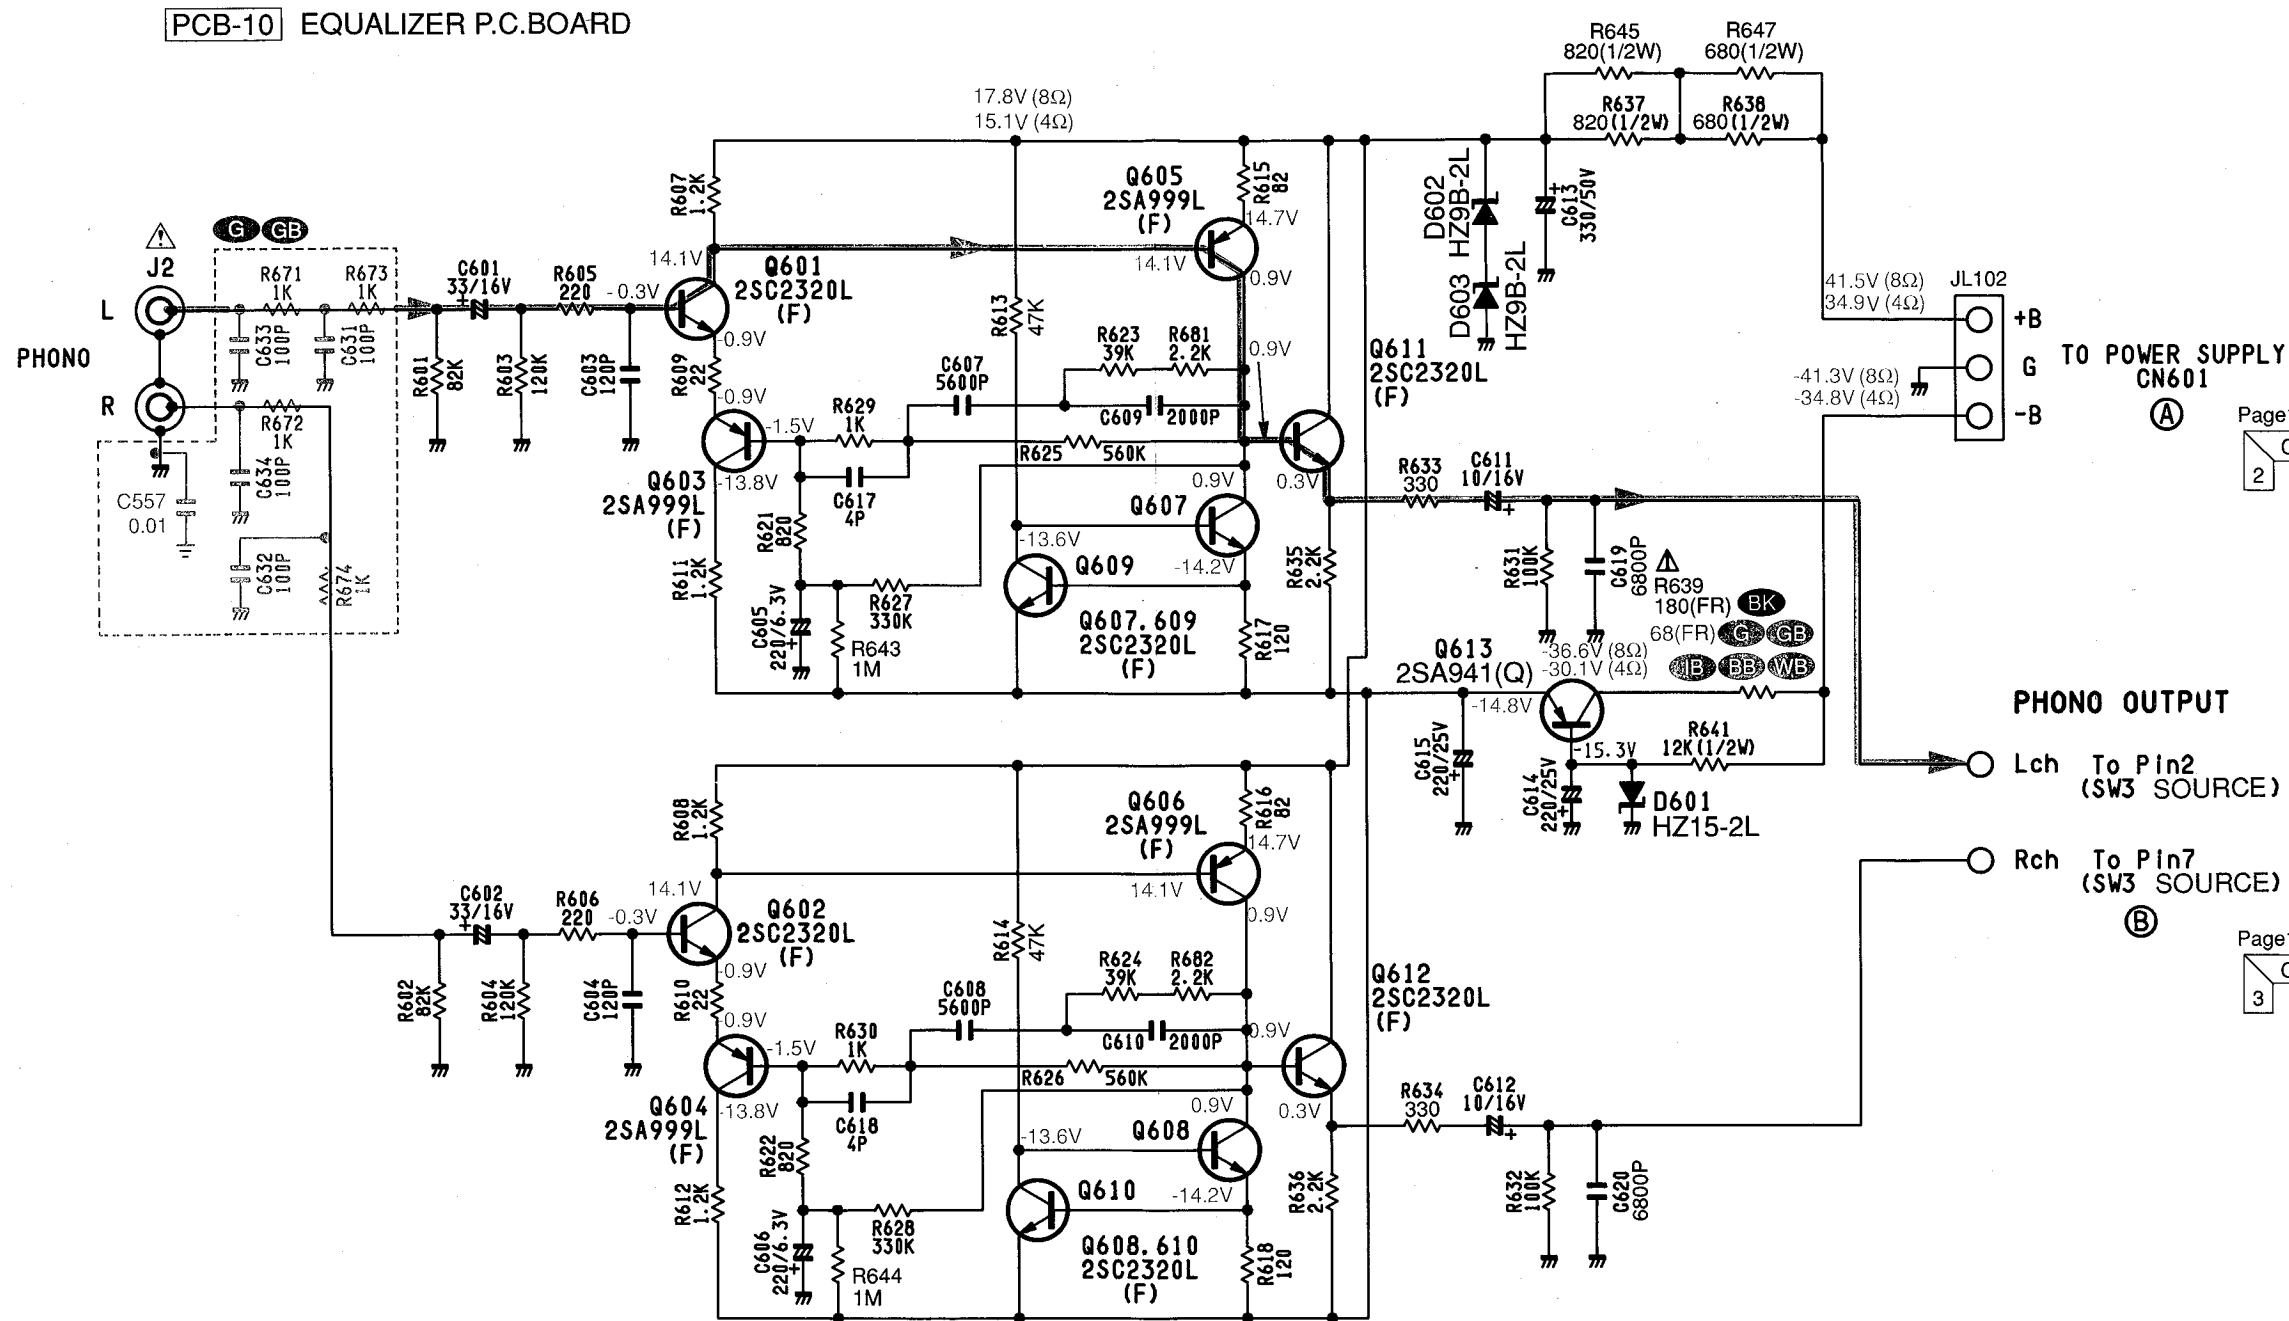 PCB-10 EQUALIZER P.C.BOARD
R645
820(1/2W)
R647
680(1/2W)
R637
820(1/2W)
R638
680(1/2W)
17.8V (8Ω)
15.1V (4Ω)
R607
1.2K
Q605
2SA999L
(F)
R615
82
14.7V
D602
HZ9B-2L
D603
HZ9B-2L
C613
330/50V
+
G GB
J2
L
PHONO
R
R671
1K
R673
1K
C633
100P
C631
100P
R672
1K
C634
100P
C557
0.01
C632
100P
R674
1K
C601
33/16V
+
R605
220
-0.3V
R601
82K
R603
120K
C603
120P
14.1V
Q601
2SC2320L
(F)
-0.9V
R609
22
-0.9V
14.1V
0.9V
R613
47K
R623
39K
R681
2.2K
0.9V
C607
5600P
C609
2000P
Q611
2SC2320L
(F)
-1.5V
R629
1K
R625
560K
Q603
2SA999L
(F)
-13.8V
C617
4P
0.9V
0.3V
R633
330
C611
10/16V
+
Q607
-13.6V
-14.2V
R621
820
R611
1.2K
C605
220/6.3V
+
R627
330K
R643
1M
Q609
Q607.609
2SC2320L
(F)
R617
120
R635
2.2K
R631
100K
C619
6800P
R639
180(FR) BK
68(FR) G GB
IB BB WB
41.5V (8Ω)
34.9V (4Ω)
JL102
+B
G
-B
-41.3V (8Ω)
-34.8V (4Ω)
TO POWER SUPPLY
CN601
A
Page
C
2
Q613
2SA941(Q)
-36.6V (8Ω)
-30.1V (4Ω)
-14.8V
-15.3V
R641
12K(1/2W)
C615
220/25V
+
C614
220/25V
+
D601
HZ15-2L
PHONO OUTPUT
Lch To Pin2
(SW3 SOURCE)
Rch To Pin7
(SW3 SOURCE)
B
Page
C
3
R608
1.2K
Q606
2SA999L
(F)
R616
82
14.7V
C602
33/16V
+
R606
220
-0.3V
14.1V
Q602
2SC2320L
(F)
14.1V
0.9V
R602
82K
R604
120K
C604
120P
-0.9V
R610
22
-0.9V
R614
47K
R624
39K
R682
2.2K
C608
5600P
C610
2000P
0.9V
Q612
2SC2320L
(F)
-1.5V
R630
1K
R626
560K
Q604
2SA999L
(F)
-13.8V
C618
4P
0.9V
0.3V
R634
330
C612
10/16V
+
Q608
-13.6V
-14.2V
R622
820
R612
1.2K
C606
220/6.3V
+
R628
330K
R644
1M
Q610
Q608.610
2SC2320L
(F)
R618
120
R636
2.2K
R632
100K
C620
6800P